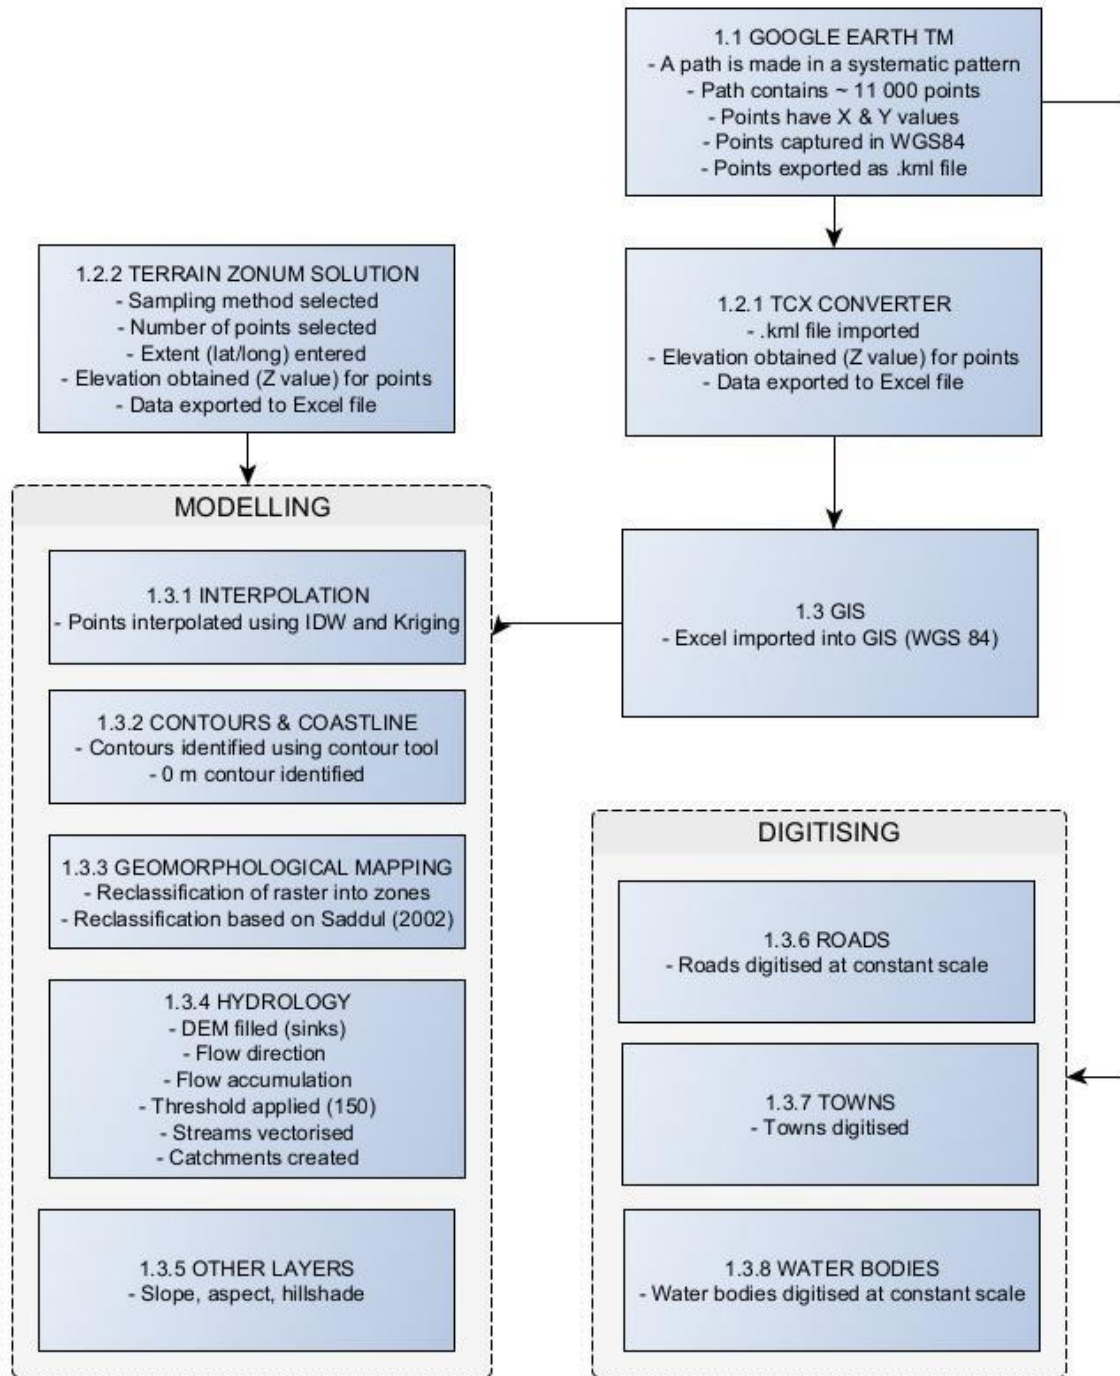 1.1 GOOGLE EARTH TM
- A path is made in a systematic pattern
- Path contains ~ 11 000 points
- Points have X & Y values
- Points captured in WGS84
- Points exported as .kml file
1.2.2 TERRAIN ZONUM SOLUTION
- Sampling method selected
- Number of points selected
- Extent (lat/long) entered
- Elevation obtained (Z value) for points
- Data exported to Excel file
1.2.1 TCX CONVERTER
- .kml file imported
- Elevation obtained (Z value) for points
- Data exported to Excel file
MODELLING
1.3.1 INTERPOLATION
- Points interpolated using IDW and Kriging
1.3 GIS
- Excel imported into GIS (WGS 84)
1.3.2 CONTOURS & COASTLINE
- Contours identified using contour tool
- 0 m contour identified
1.3.3 GEOMORPHOLOGICAL MAPPING
- Reclassification of raster into zones
- Reclassification based on Saddul (2002)
1.3.4 HYDROLOGY
- DEM filled (sinks)
- Flow direction
- Flow accumulation
- Threshold applied (150)
- Streams vectorised
- Catchments created
1.3.5 OTHER LAYERS
- Slope, aspect, hillshade
DIGITISING
1.3.6 ROADS
- Roads digitised at constant scale
1.3.7 TOWNS
- Towns digitised
1.3.8 WATER BODIES
- Water bodies digitised at constant scale